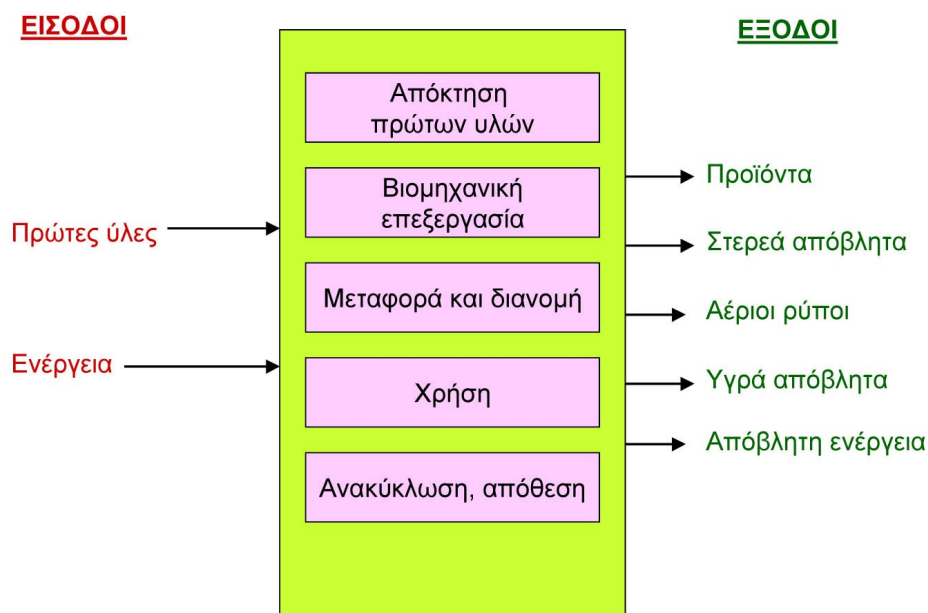 ΕΙΣΟΔΟΙ
Πρώτες ύλες
Ενέργεια
Απόκτηση
πρώτων υλών
Βιομηχανική
επεξεργασία
Μεταφορά και διανομή
Χρήση
Ανακύκλωση, απόθεση
ΕΞΟΔΟΙ
Προϊόντα
Στερεά απόβλητα
Αέριοι ρύποι
Υγρά απόβλητα
Απόβλητη ενέργεια